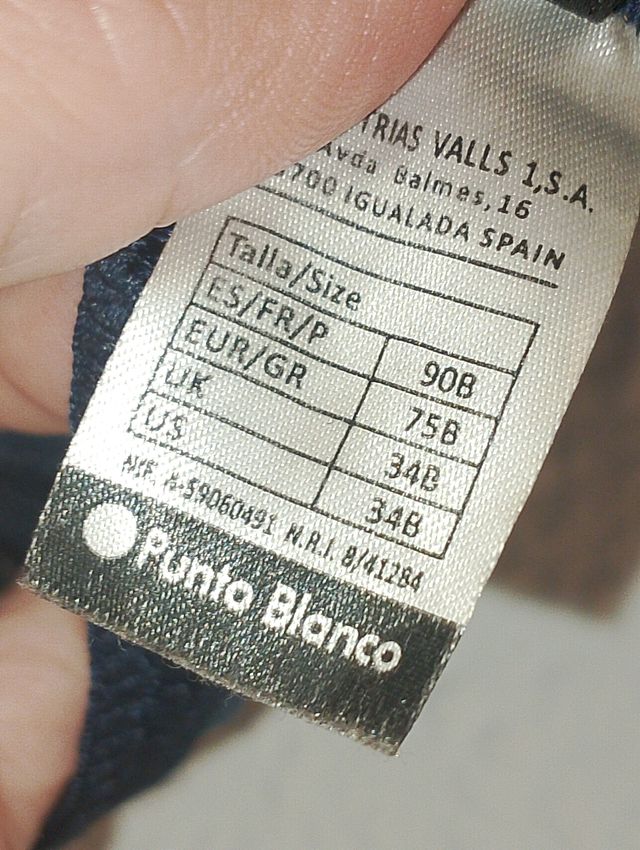 TRIAS VALLS 1,S.A.
Avda Balmes, 16
700 IGUALADA SPAIN
Talla/Size
ES/FR/P 90B
EUR/GR 75B
UK 34B
US 34B
NIF. A-59060491 N.R.I. 8/41284
Punto Blanco